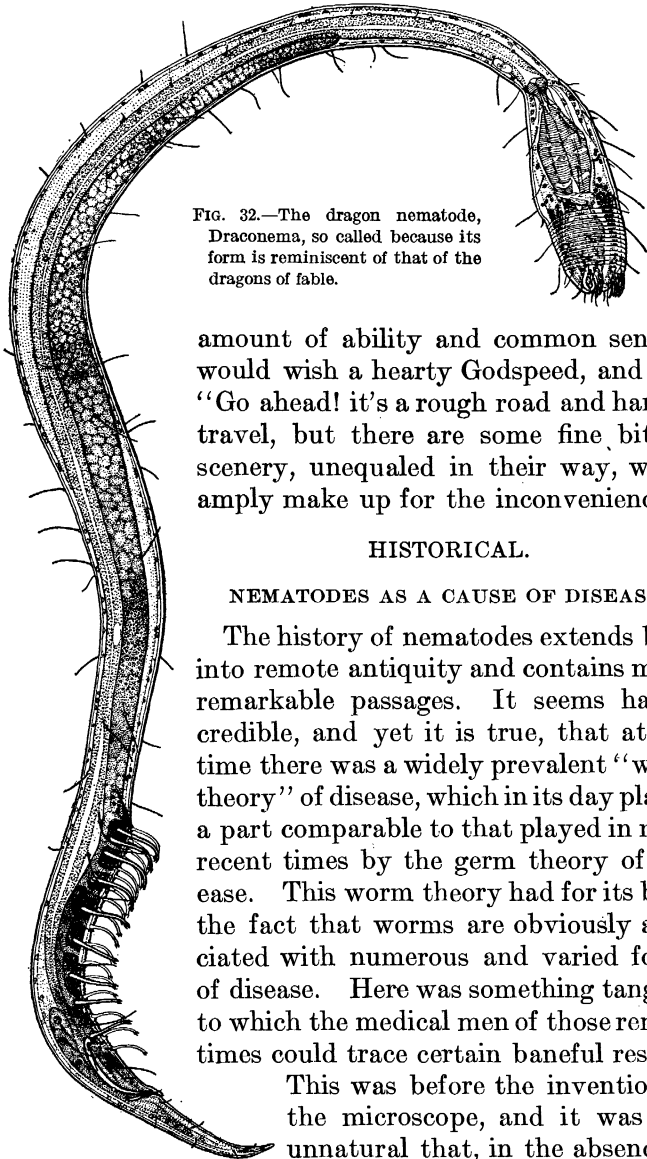 FIG. 32.—The dragon nematode,
Draconema, so called because its
form is reminiscent of that of the
dragons of fable.
amount of ability and common sen
would wish a hearty Godspeed, and
“Go ahead! it's a rough road and har
travel, but there are some fine bit
scenery, unequaled in their way, w
amply make up for the inconvenienc
HISTORICAL.
NEMATODES AS A CAUSE OF DISEAS
The history of nematodes extends b
into remote antiquity and contains m
remarkable passages. It seems ha
credible, and yet it is true, that at
time there was a widely prevalent “w
theory” of disease, which in its day pla
a part comparable to that played in m
recent times by the germ theory of
ease. This worm theory had for its b
the fact that worms are obviously a
ciated with numerous and varied fo
of disease. Here was something tang
to which the medical men of those rem
times could trace certain baneful res
This was before the inventio
the microscope, and it was
unnatural that, in the absenc